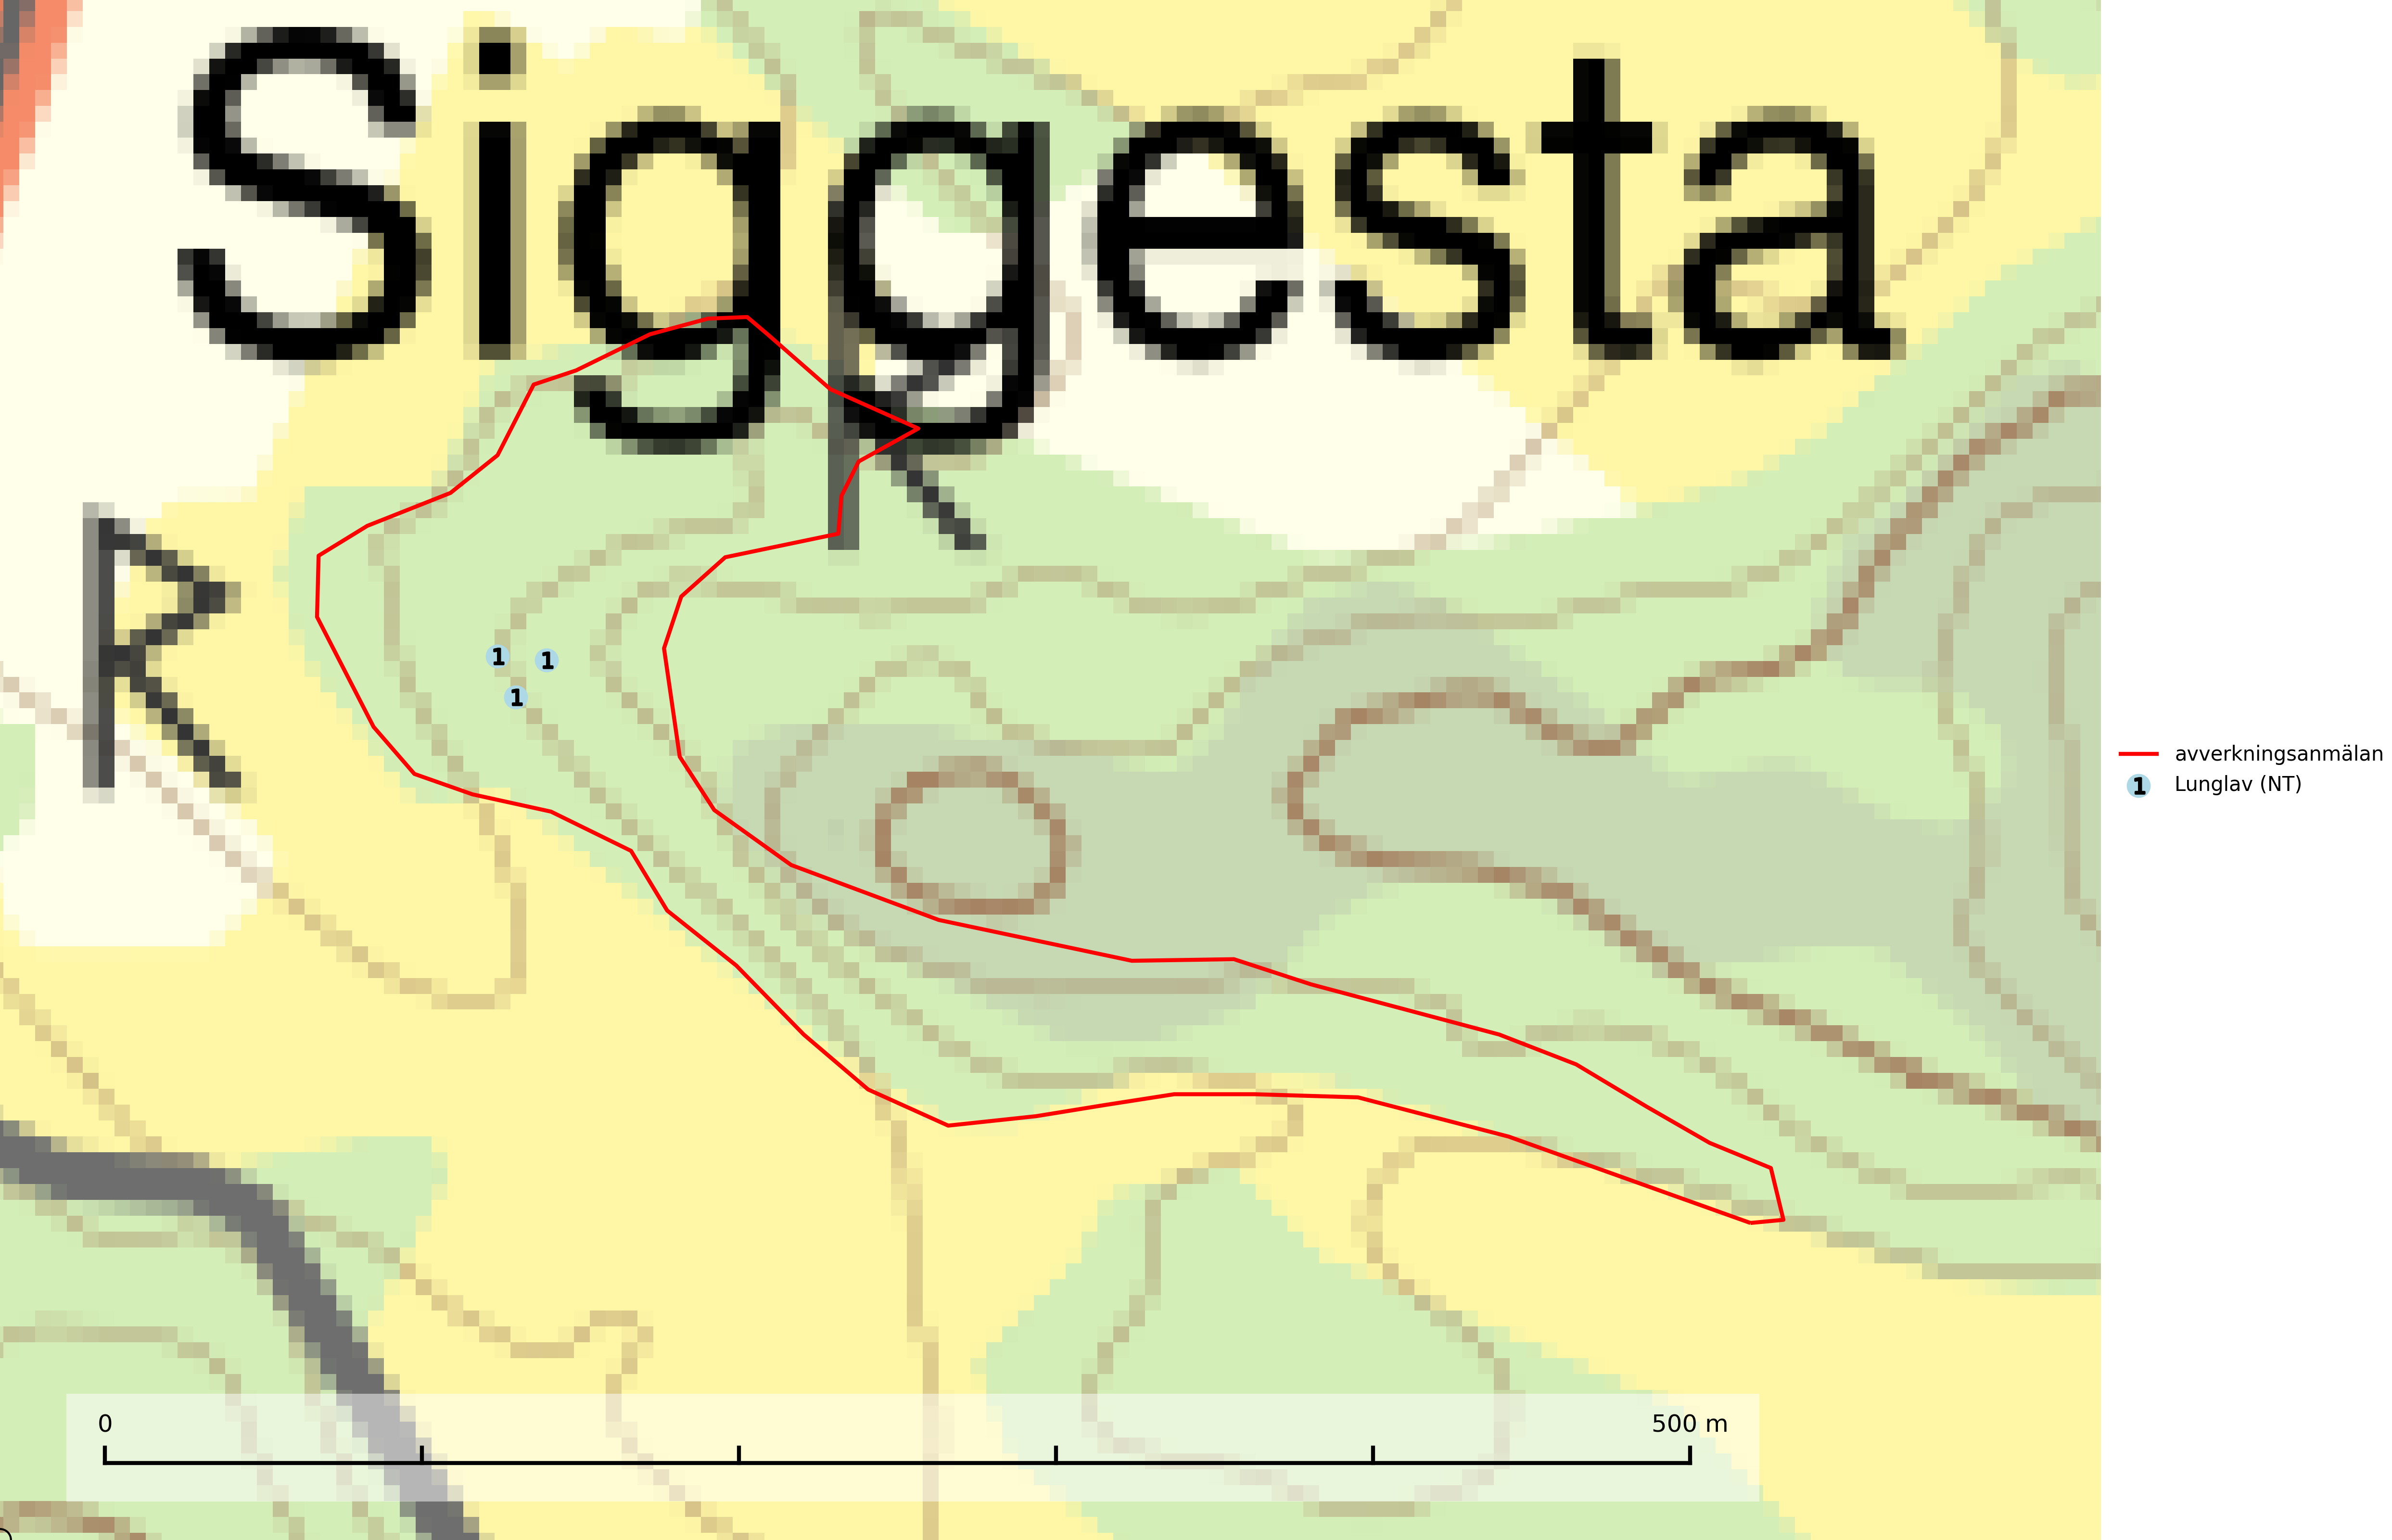 Siggesta
R
R
1
1
1
avverkningsanmälan
1 Lunglav (NT)
0 500 m